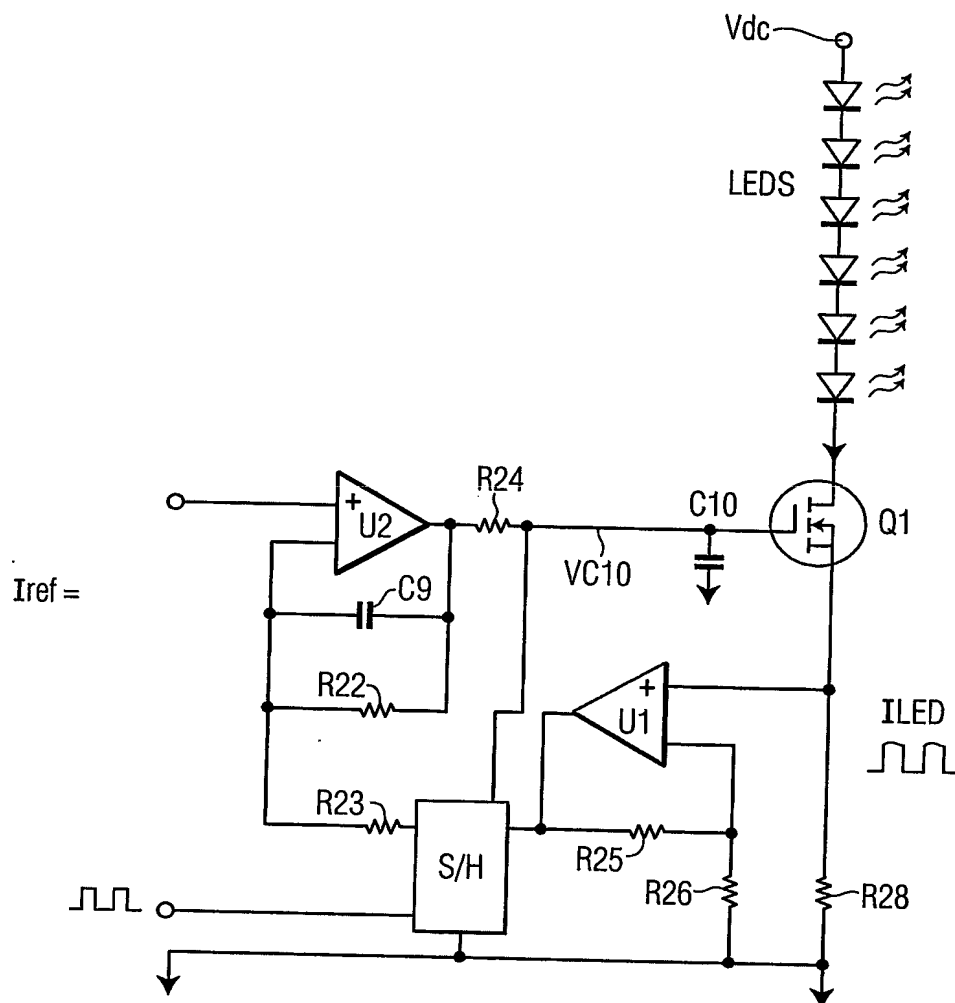 Vdc
LEDS
R24
C10
Q1
+
U2
VC10
Iref =
C9
R22
+
U1
ILED
R23
S/H
R25
R26
R28